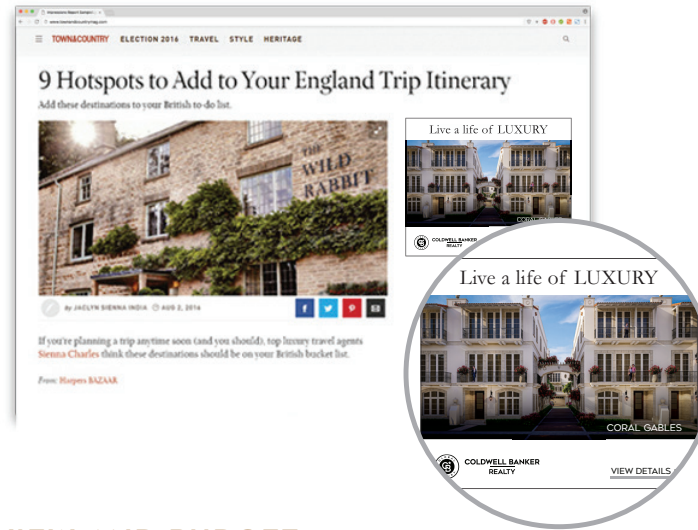 www.townandcountrymag.com
TOWN&COUNTRY ELECTION 2016 TRAVEL STYLE HERITAGE
9 Hotspots to Add to Your England Trip Itinerary
Add these destinations to your British to-do list.
THE
WILD
RABBIT
By JACLYN SIENNA INDIA AUG 2, 2016
If you're planning a trip anytime soon (and you should), top luxury travel agents
Sienna Charles think these destinations should be on your British bucket list.
From: Harpers BAZAAR
Live a life of LUXURY
COLDWELL BANKER
REALTY
Live a life of LUXURY
CORAL GABLES
COLDWELL BANKER
REALTY
VIEW DETAILS